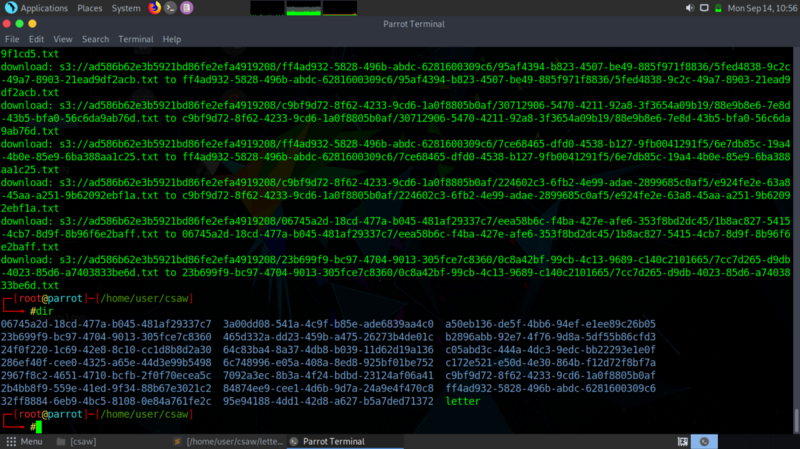 Applications Places System Mon Sep 14, 10:56
Parrot Terminal
File Edit View Search Terminal Help
9f1cd5.txt
download: s3://ad586b62e3b5921bd86fe2efa4919208/ff4ad932-5828-496b-abdc-6281600309c6/95af4394-b823-4507-be49-885f971f8836/5fed4838-9c2c
-49a7-8903-21ead9df2acb.txt to ff4ad932-5828-496b-abdc-6281600309c6/95af4394-b823-4507-be49-885f971f8836/5fed4838-9c2c-49a7-8903-21ead9
df2acb.txt
download: s3://ad586b62e3b5921bd86fe2efa4919208/c9bf9d72-8f62-4233-9cd6-1a0f8805b0af/30712906-5470-4211-92a8-3f3654a09b19/88e9b8e6-7e8d
-43b5-bfa0-56c6da9ab76d.txt to c9bf9d72-8f62-4233-9cd6-1a0f8805b0af/30712906-5470-4211-92a8-3f3654a09b19/88e9b8e6-7e8d-43b5-bfa0-56c6da
9ab76d.txt
download: s3://ad586b62e3b5921bd86fe2efa4919208/ff4ad932-5828-496b-abdc-6281600309c6/7ce68465-dfd0-4538-b127-9fb0041291f5/6e7db85c-19a4
-4b0e-85e9-6ba388aa1c25.txt to ff4ad932-5828-496b-abdc-6281600309c6/7ce68465-dfd0-4538-b127-9fb0041291f5/6e7db85c-19a4-4b0e-85e9-6ba388
aa1c25.txt
download: s3://ad586b62e3b5921bd86fe2efa4919208/c9bf9d72-8f62-4233-9cd6-1a0f8805b0af/224602c3-6fb2-4e99-adae-2899685c0af5/e924fe2e-63a8
-45aa-a251-9b62092ebf1a.txt to c9bf9d72-8f62-4233-9cd6-1a0f8805b0af/224602c3-6fb2-4e99-adae-2899685c0af5/e924fe2e-63a8-45aa-a251-9b6209
2ebf1a.txt
download: s3://ad586b62e3b5921bd86fe2efa4919208/06745a2d-18cd-477a-b045-481af29337c7/eea58b6c-f4ba-427e-afe6-353f8bd2dc45/1b8ac827-5415
-4cb7-8d9f-8b96f6e2baff.txt to 06745a2d-18cd-477a-b045-481af29337c7/eea58b6c-f4ba-427e-afe6-353f8bd2dc45/1b8ac827-5415-4cb7-8d9f-8b96f6
e2baff.txt
download: s3://ad586b62e3b5921bd86fe2efa4919208/23b699f9-bc97-4704-9013-305fce7c8360/0c8a42bf-99cb-4c13-9689-c140c2101665/7cc7d265-d9db
-4023-85d6-a7403833be6d.txt to 23b699f9-bc97-4704-9013-305fce7c8360/0c8a42bf-99cb-4c13-9689-c140c2101665/7cc7d265-d9db-4023-85d6-a74038
33be6d.txt
[root@parrot]-[/home/user/csaw]
#dir
06745a2d-18cd-477a-b045-481af29337c7 3a00dd08-541a-4c9f-b85e-ade6839aa4c0 a50eb136-de5f-4bb6-94ef-e1ee89c26b05
23b699f9-bc97-4704-9013-305fce7c8360 465d332a-dd23-459b-a475-26273b4de01c b2896abb-92e7-4f76-9d8a-5df55b86cfd3
24f0f220-1c69-42e8-8c10-cc1d8b8d2a30 64c83ba4-8a37-4db8-b039-11d62d19a136 c05abd3c-444a-4dc3-9edc-bb22293e1e0f
286ef40f-cee0-4325-a65e-44d3e99b5498 6c748996-e05a-408a-8ed8-925bf01be752 c172e521-e50d-4e30-864b-f12d72f8bf7a
2967f8c2-4651-4710-bcfb-2f0f70ecea5c 7092a3ec-8b3a-4f24-bdbd-23124af06a41 c9bf9d72-8f62-4233-9cd6-1a0f8805b0af
2b4bb8f9-559e-41ed-9f34-88b67e3021c2 84874ee9-cee1-4d6b-9d7a-24a9e4f470c8 ff4ad932-5828-496b-abdc-6281600309c6
32ff8884-6eb9-4bc5-8108-0e84a761fe2c 95e94188-4dd1-42d8-a627-b5a7ded71372 letter
[root@parrot]-[/home/user/csaw]
#
Menu [csaw] [/home/user/csaw/lette... Parrot Terminal